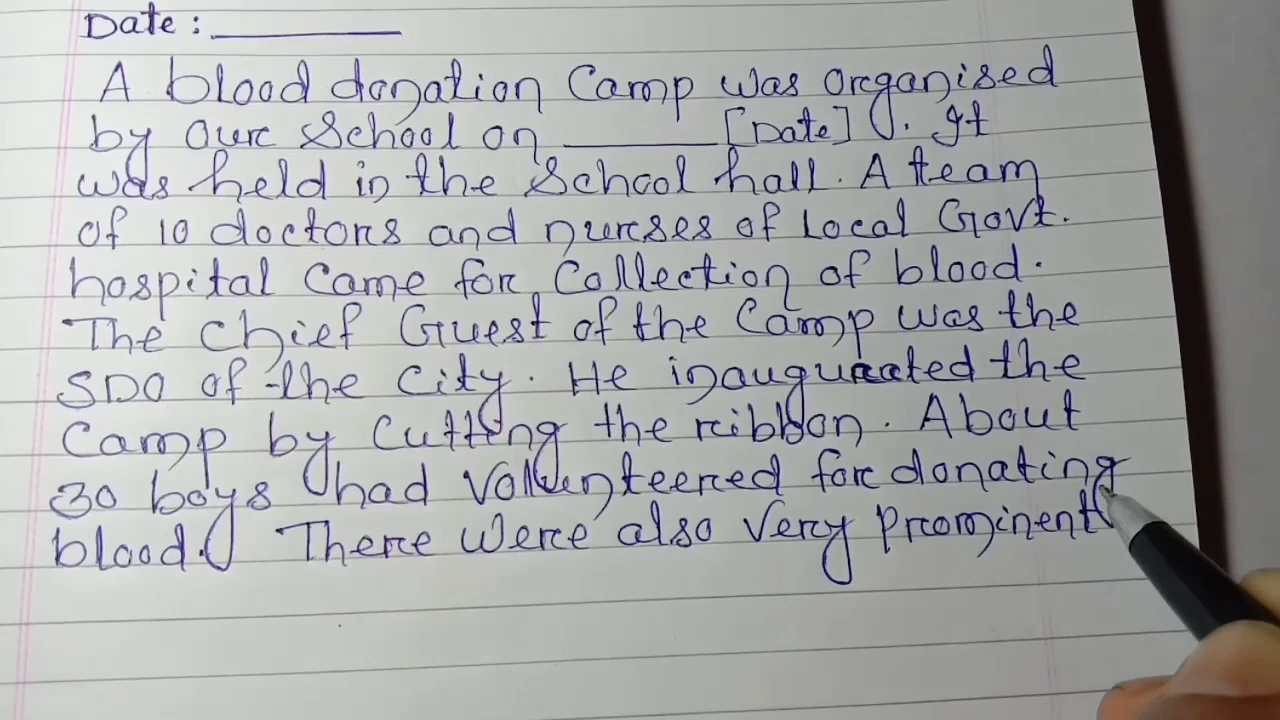 Date : ________
A blood donation Camp was organised
by our School on ________ [Date]. It
was held in the School hall. A team
of 10 doctors and nurses of Local Govt.
hospital Came for Collection of blood.
The Chief Guest of the Camp was the
SDO of the City. He inaugurated the
Camp by Cutting the ribbon. About
30 boys had Volunteered for donating
blood. There were also very prominent